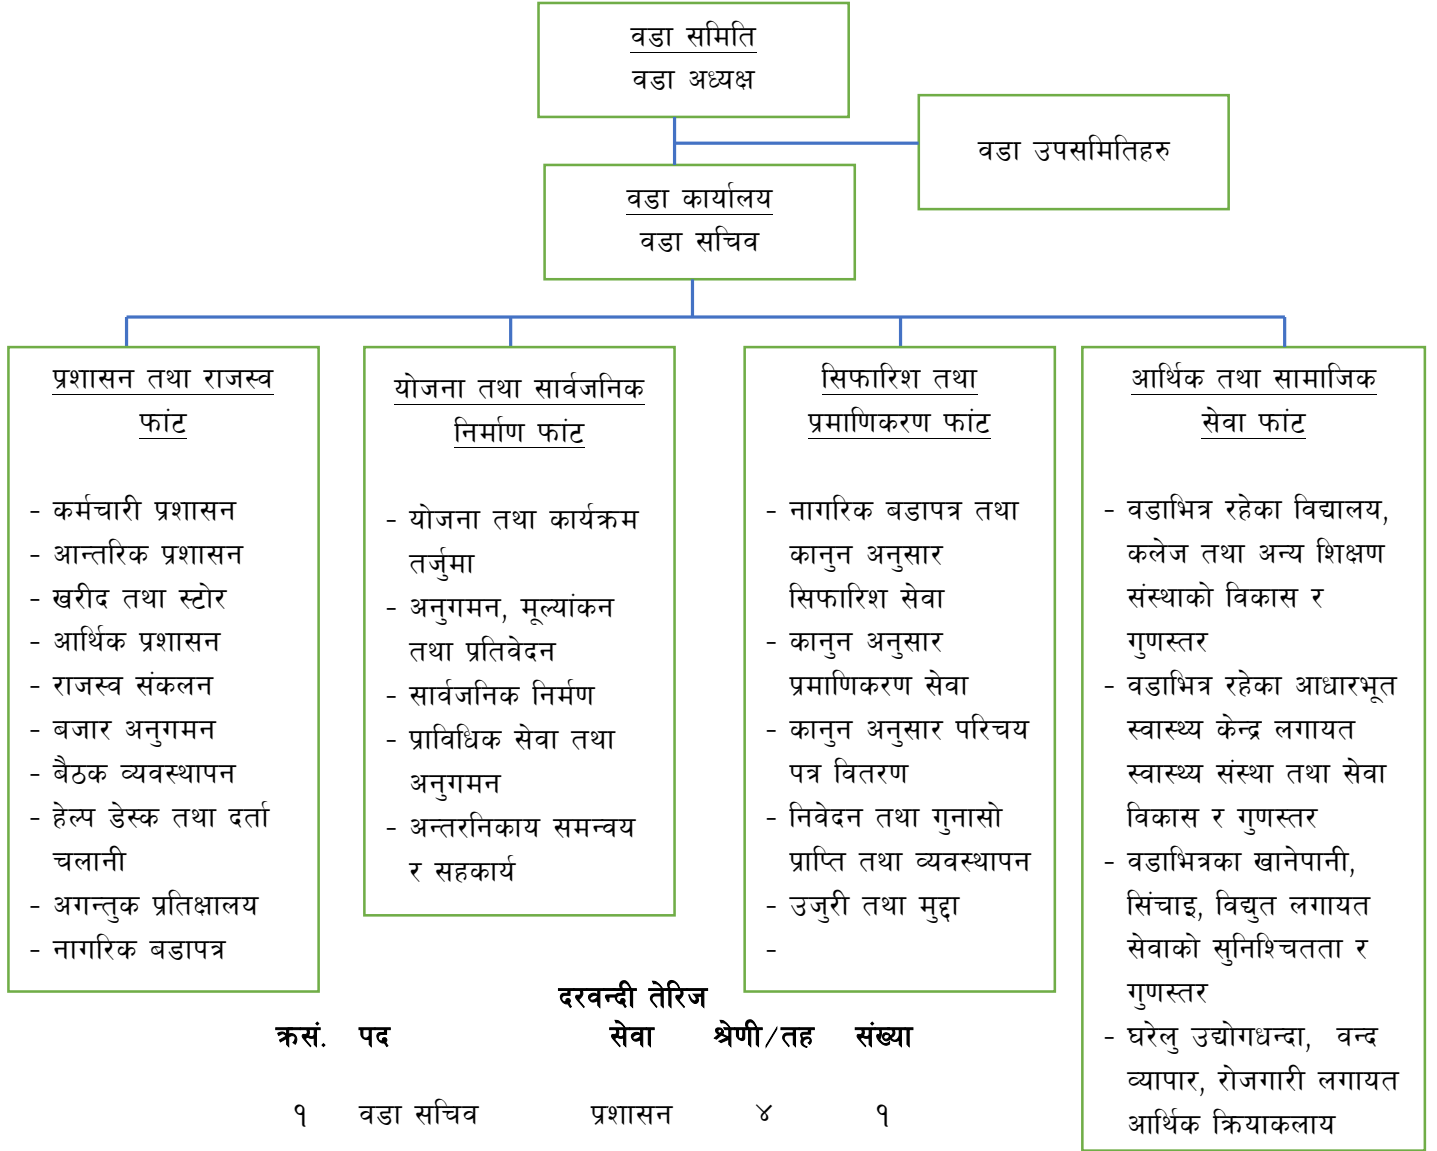 वडा समिति
वडा अध्यक्ष
वडा उपसमितिहरु
वडा कार्यालय
वडा सचिव
प्रशासन तथा राजस्व
फांट
- कर्मचारी प्रशासन
- आन्तरिक प्रशासन
- खरीद तथा स्टोर
- आर्थिक प्रशासन
- राजस्व संकलन
- बजार अनुगमन
- बैठक व्यवस्थापन
- हेल्प डेस्क तथा दर्ता
चलानी
- अगन्तुक प्रतिक्षालय
- नागरिक बडापत्र
योजना तथा सार्वजनिक
निर्माण फांट
- योजना तथा कार्यक्रम
तर्जुमा
- अनुगमन, मूल्यांकन
तथा प्रतिवेदन
- सार्वजनिक निर्मण
- प्राविधिक सेवा तथा
अनुगमन
- अन्तरनिकाय समन्वय
र सहकार्य
सिफारिश तथा
प्रमाणिकरण फांट
- नागरिक बडापत्र तथा
कानुन अनुसार
सिफारिश सेवा
- कानुन अनुसार
प्रमाणिकरण सेवा
- कानुन अनुसार परिचय
पत्र वितरण
- निवेदन तथा गुनासो
प्राप्ति तथा व्यवस्थापन
- उजुरी तथा मुद्दा
-
आर्थिक तथा सामाजिक
सेवा फांट
- वडाभित्र रहेका विद्यालय,
कलेज तथा अन्य शिक्षण
संस्थाको विकास र
गुणस्तर
- वडाभित्र रहेका आधारभूत
स्वास्थ्य केन्द्र लगायत
स्वास्थ्य संस्था तथा सेवा
विकास र गुणस्तर
- वडाभित्रका खानेपानी,
सिंचाइ, विद्युत लगायत
सेवाको सुनिश्चितता र
गुणस्तर
- घरेलु उद्योगधन्दा, वन्द
व्यापार, रोजगारी लगायत
आर्थिक क्रियाकलाय
दरवन्दी तेरिज
क्रसं. पद सेवा श्रेणी/तह संख्या
१ वडा सचिव प्रशासन ४ १